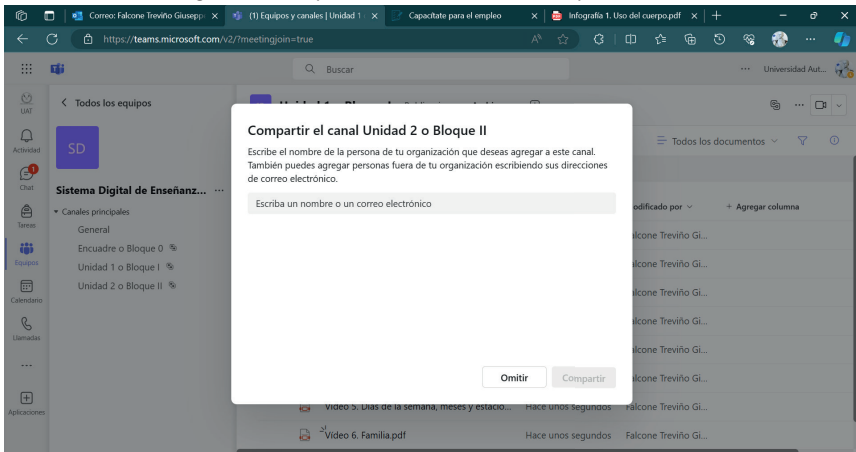 Correo: Falcone Treviño Giusepp
(1) Equipos y canales | Unidad 1
Capacítate para el empleo
Infografía 1. Uso del cuerpo.pdf
https://teams.microsoft.com/v2/?meetingjoin=true
Buscar
Universidad Aut...
UAT
Actividad
Chat
1
Tareas
Equipos
Calendario
Llamadas
Aplicaciones
Todos los equipos
SD
Sistema Digital de Enseñanz...
Canales principales
General
Encuadre o Bloque 0
Unidad 1 o Bloque I
Unidad 2 o Bloque II
Compartir el canal Unidad 2 o Bloque II
Escribe el nombre de la persona de tu organización que deseas agregar a este canal.
También puedes agregar personas fuera de tu organización escribiendo sus direcciones
de correo electrónico.
Escriba un nombre o un correo electrónico
Omitir
Compartir
Todos los documentos
odificado por
+ Agregar columna
alcone Treviño Gi...
alcone Treviño Gi...
alcone Treviño Gi...
alcone Treviño Gi...
alcone Treviño Gi...
alcone Treviño Gi...
Vídeo 5. Días de la semana, meses y estacio...
Hace unos segundos
Falcone Treviño Gi...
Vídeo 6. Familia.pdf
Hace unos segundos
Falcone Treviño Gi...